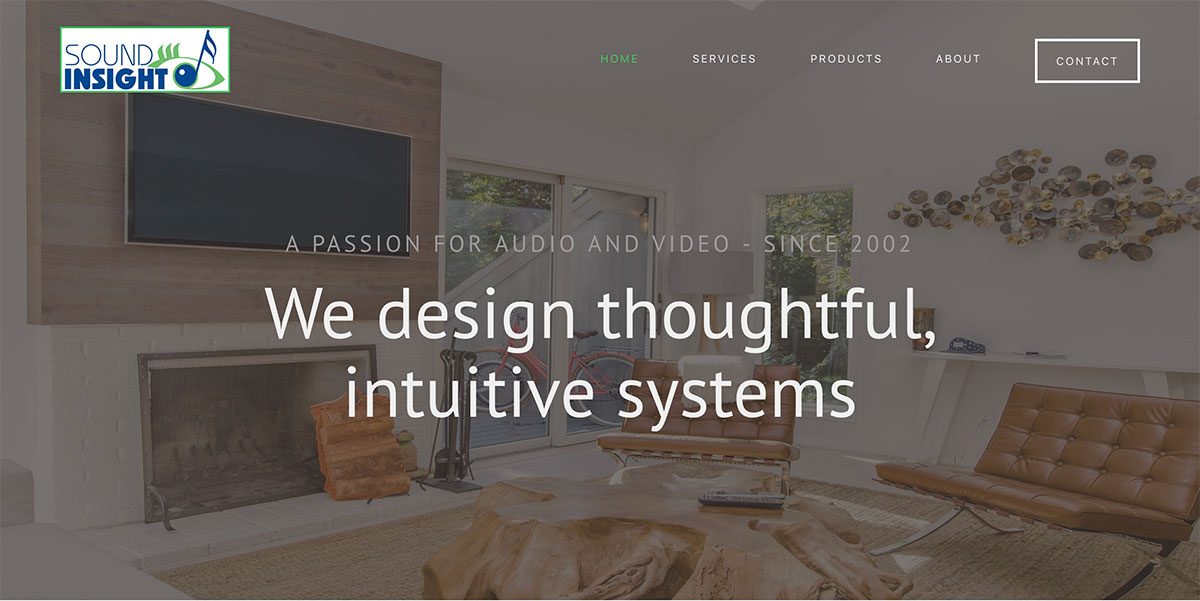 SOUND
INSIGHT
HOME SERVICES PRODUCTS ABOUT CONTACT
A PASSION FOR AUDIO AND VIDEO - SINCE 2002
We design thoughtful,
intuitive systems